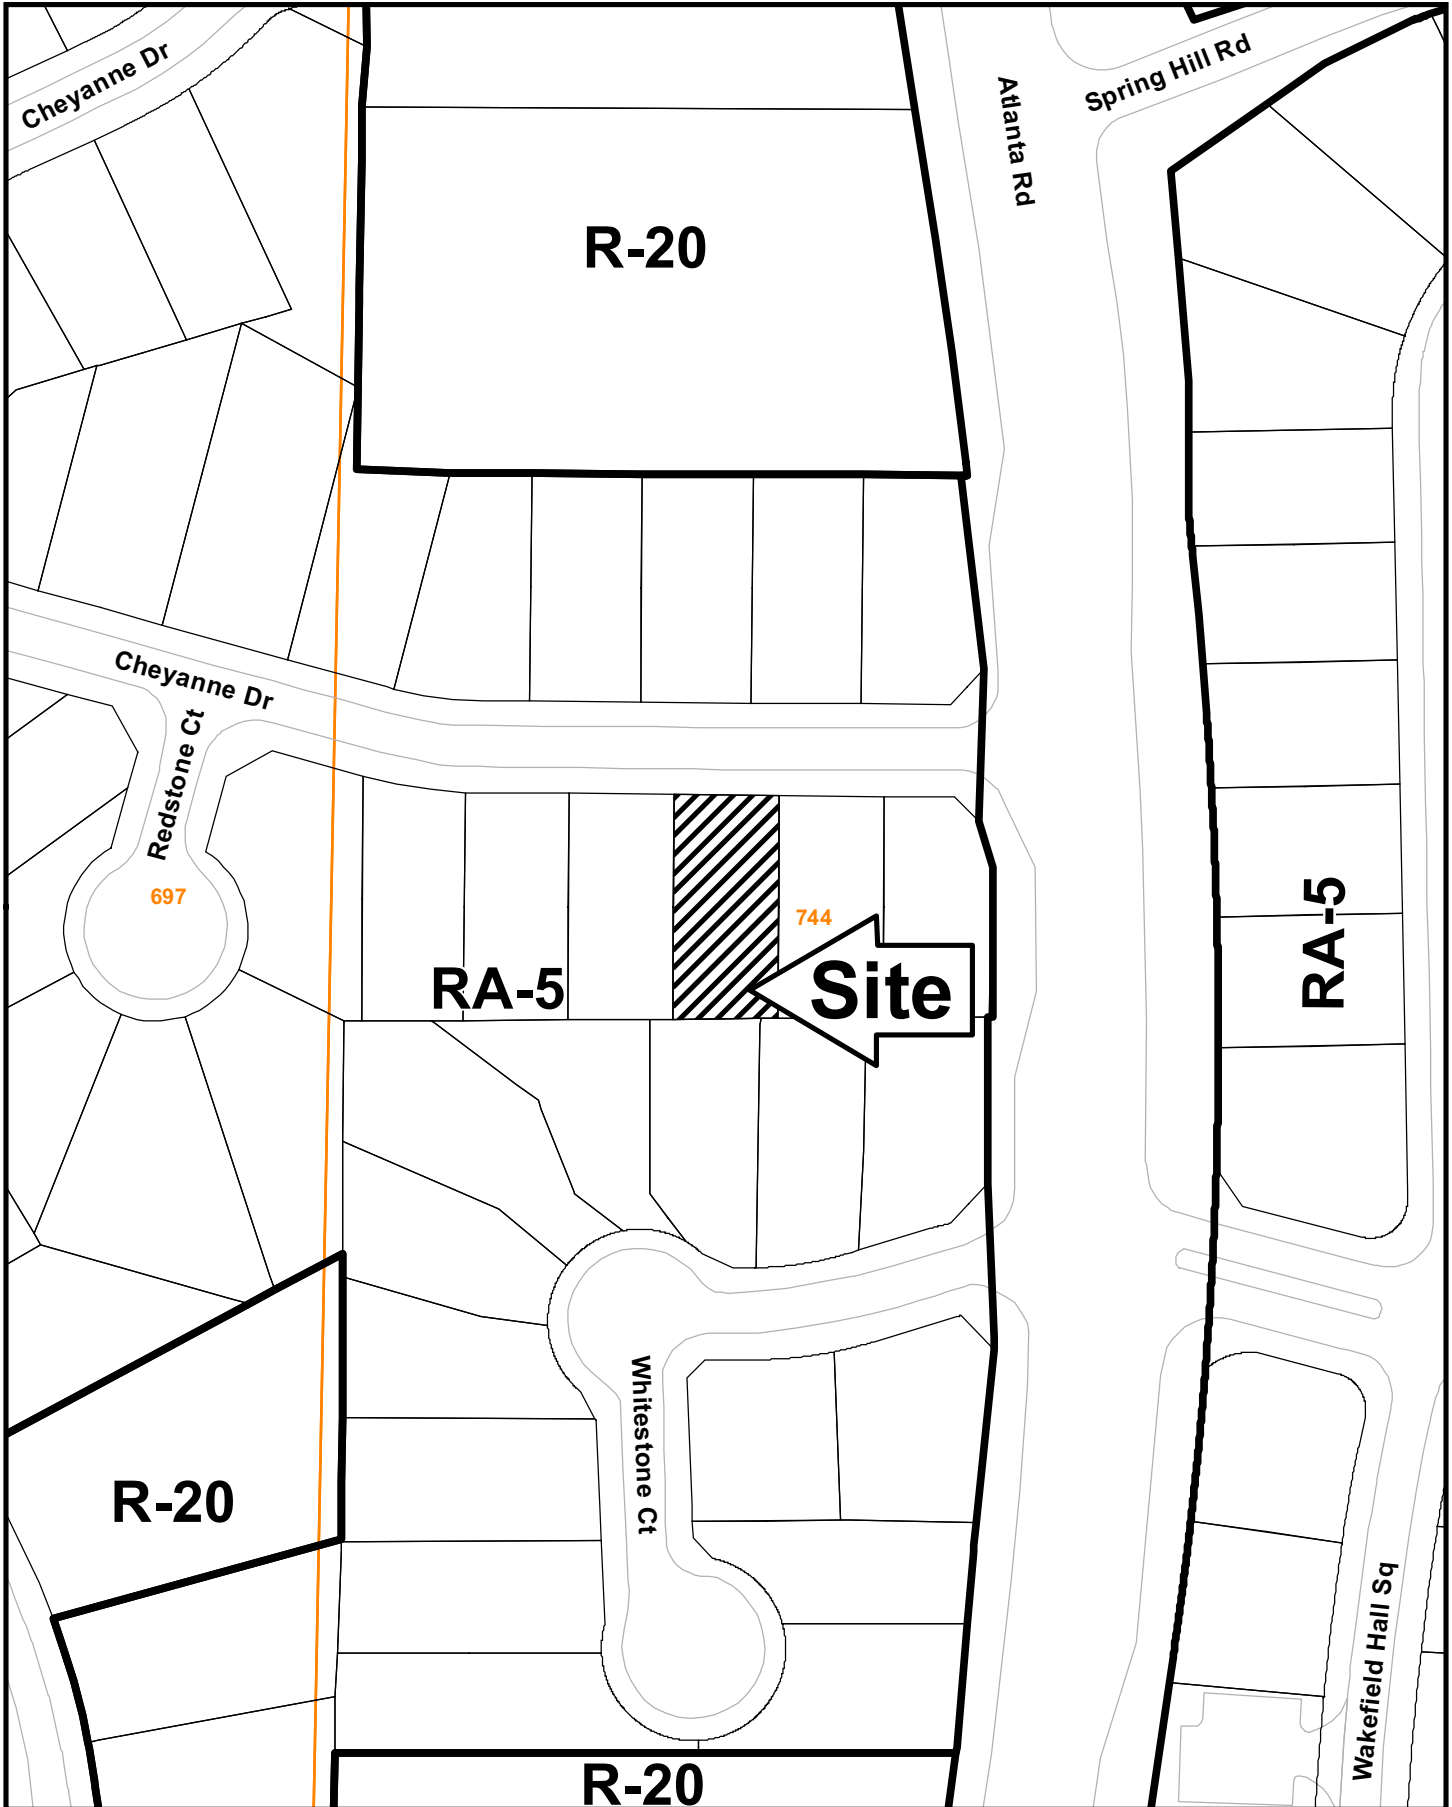 Cheyanne Dr
Spring Hill Rd
Atlanta Rd
R-20
Cheyanne Dr
Redstone Ct
697
744
RA-5
Site
RA-5
Whitestone Ct
R-20
Wakefield Hall Sq
R-20